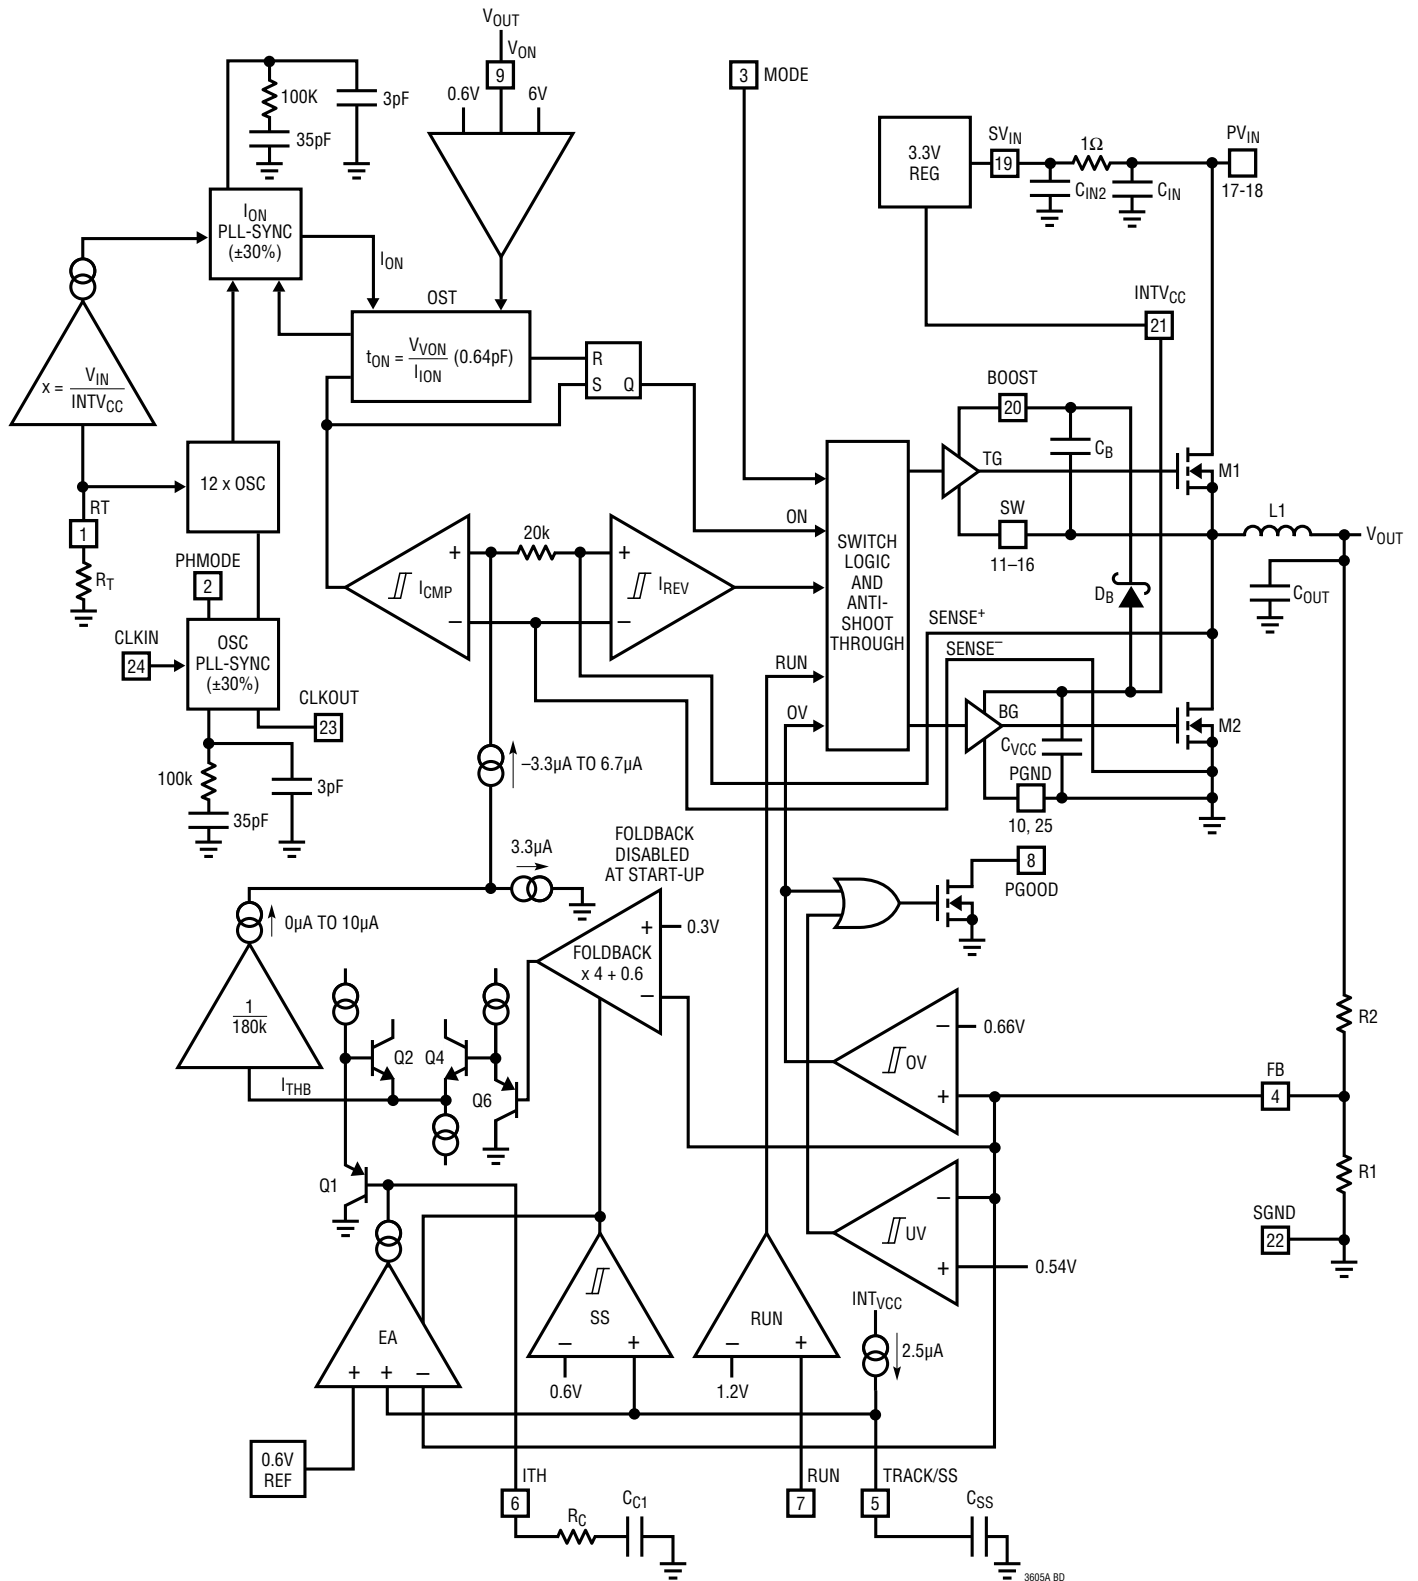 VOUT
VON
9
0.6V
6V
3 MODE
100K
3pF
35pF
3.3V
REG
SVIN
19
1Ω
PVIN
17-18
CIN2
CIN
ION
PLL-SYNC
(±30%)
ION
OST
tON = VVON / IION (0.64pF)
R
S Q
INTVCC
21
x = VIN / INTVCC
BOOST
20
CB
TG
M1
12 x OSC
RT
1
RT
SW
11–16
L1
VOUT
COUT
ON
20k
+
–
ICMP
+
–
IREV
SWITCH
LOGIC
AND
ANTI-
SHOOT
THROUGH
DB
PHMODE
2
CLKIN
24
OSC
PLL-SYNC
(±30%)
CLKOUT
23
SENSE+
SENSE–
RUN
OV
BG
M2
CVCC
PGND
10, 25
100k
3pF
35pF
–3.3µA TO 6.7µA
3.3µA
FOLDBACK
DISABLED
AT START-UP
8
PGOOD
0µA TO 10µA
+
0.3V
FOLDBACK
x 4 + 0.6
–
1
180k
ITHB
Q2
Q4
Q6
–
0.66V
OV
+
R2
FB
4
Q1
–
UV
+
0.54V
R1
SGND
22
EA
+ + –
SS
– +
0.6V
RUN
– +
1.2V
INTVCC
2.5µA
0.6V
REF
ITH
6
RC
CC1
RUN
7
TRACK/SS
5
CSS
3605A BD